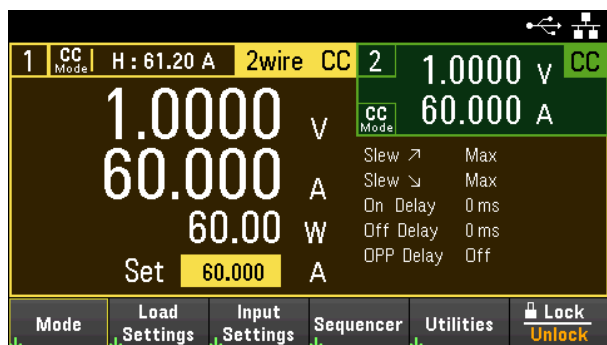 1 CC Mode H : 61.20 A 2wire CC
1.0000 V
60.000 A
60.00 W
Set 60.000 A
2 1.0000 V CC
CC Mode 60.000 A
Slew ↗ Max
Slew ↘ Max
On Delay 0 ms
Off Delay 0 ms
OPP Delay Off
Mode
Load Settings
Input Settings
Sequencer
Utilities
Lock
Unlock